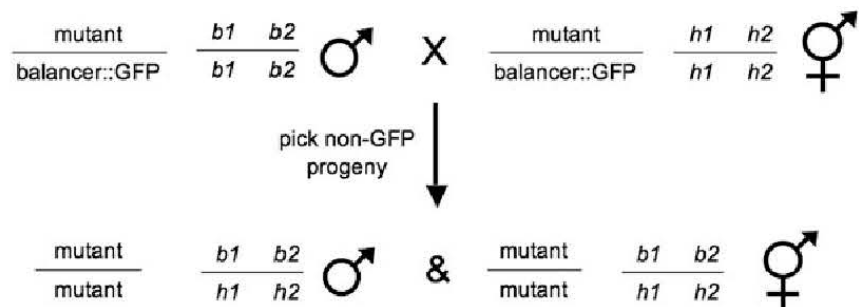 mutant b1 b2 X mutant h1 h2
balancer::GFP b1 b2 balancer::GFP h1 h2
pick non-GFP
progeny
mutant b1 b2 & mutant b1 b2
mutant h1 h2 mutant h1 h2